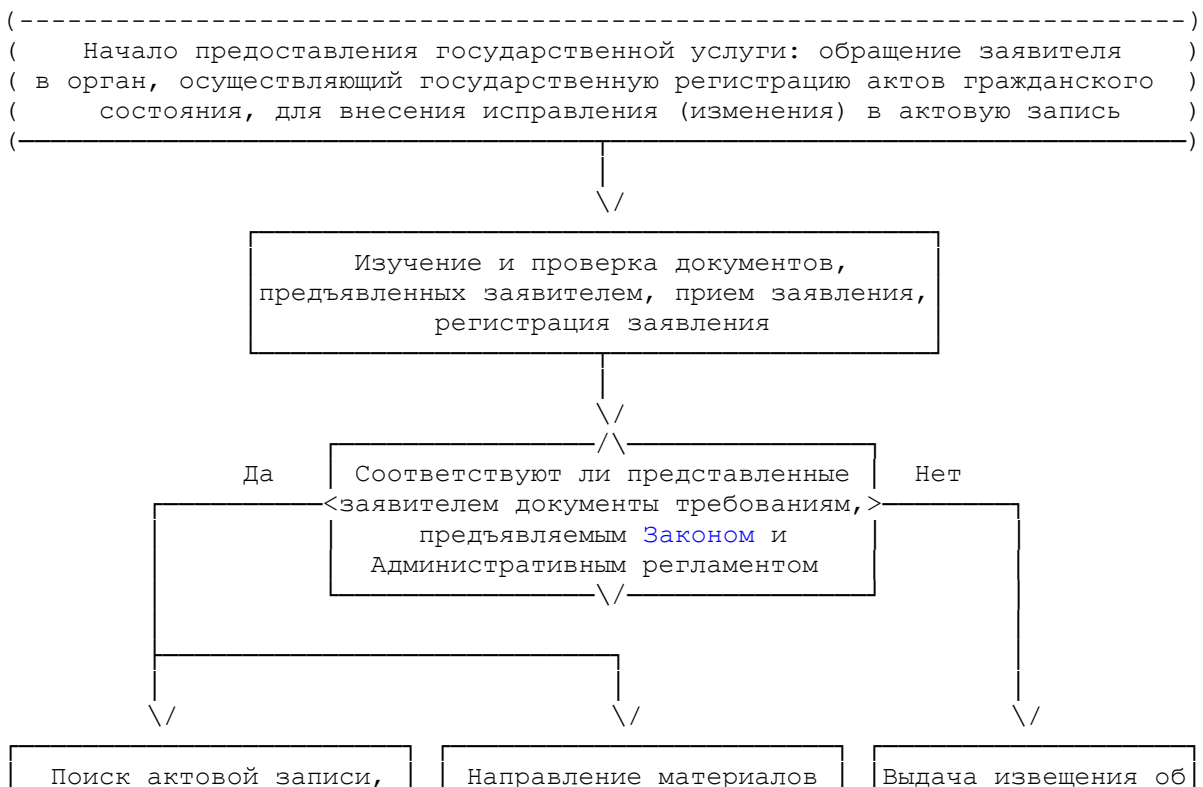 Начало предоставления государственной услуги: обращение заявителя
в орган, осуществляющий государственную регистрацию актов гражданского
состояния, для внесения исправления (изменения) в актовую запись
Изучение и проверка документов,
предъявленных заявителем, прием заявления,
регистрация заявления
Да
Соответствуют ли представленные
Нет
заявителем документы требованиям,
предъявляемым Законом и
Административным регламентом
Поиск актовой записи,
Направление материалов
Выдача извещения об